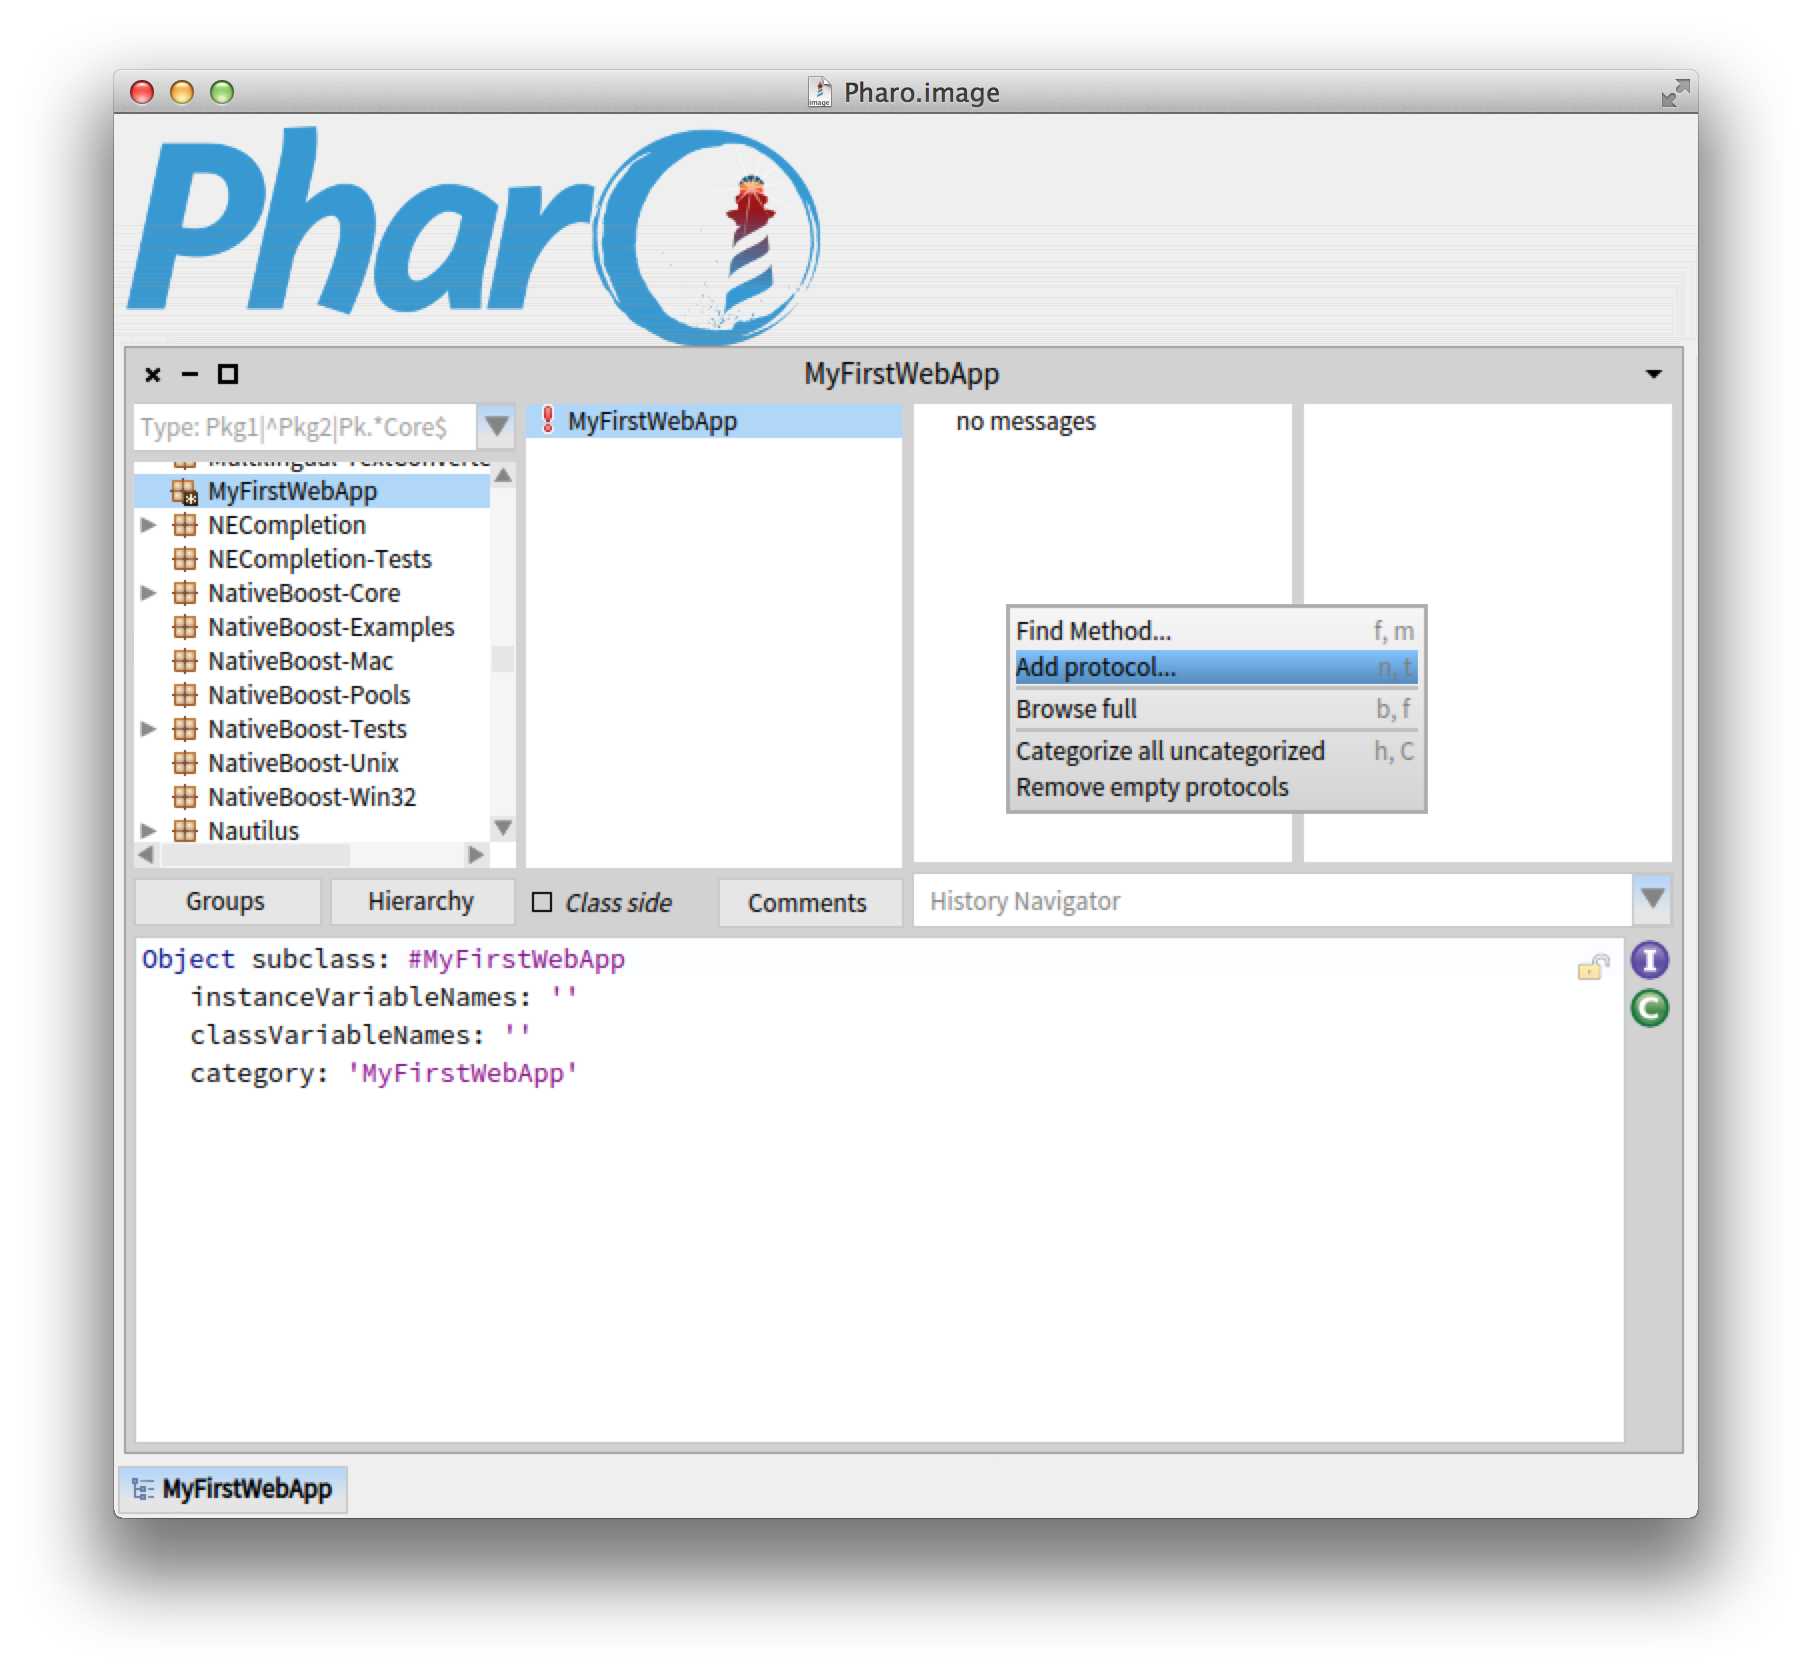 Pharo.image
Pharo
MyFirstWebApp
Type: Pkg1|^Pkg2|Pk.*Core$
MyFirstWebApp
NECompletion
NECompletion-Tests
NativeBoost-Core
NativeBoost-Examples
NativeBoost-Mac
NativeBoost-Pools
NativeBoost-Tests
NativeBoost-Unix
NativeBoost-Win32
Nautilus
MyFirstWebApp
no messages
Find Method... f, m
Add protocol... n, t
Browse full b, f
Categorize all uncategorized h, C
Remove empty protocols
Groups
Hierarchy
Class side
Comments
History Navigator
Object subclass: #MyFirstWebApp
instanceVariableNames: ''
classVariableNames: ''
category: 'MyFirstWebApp'
I
C
MyFirstWebApp